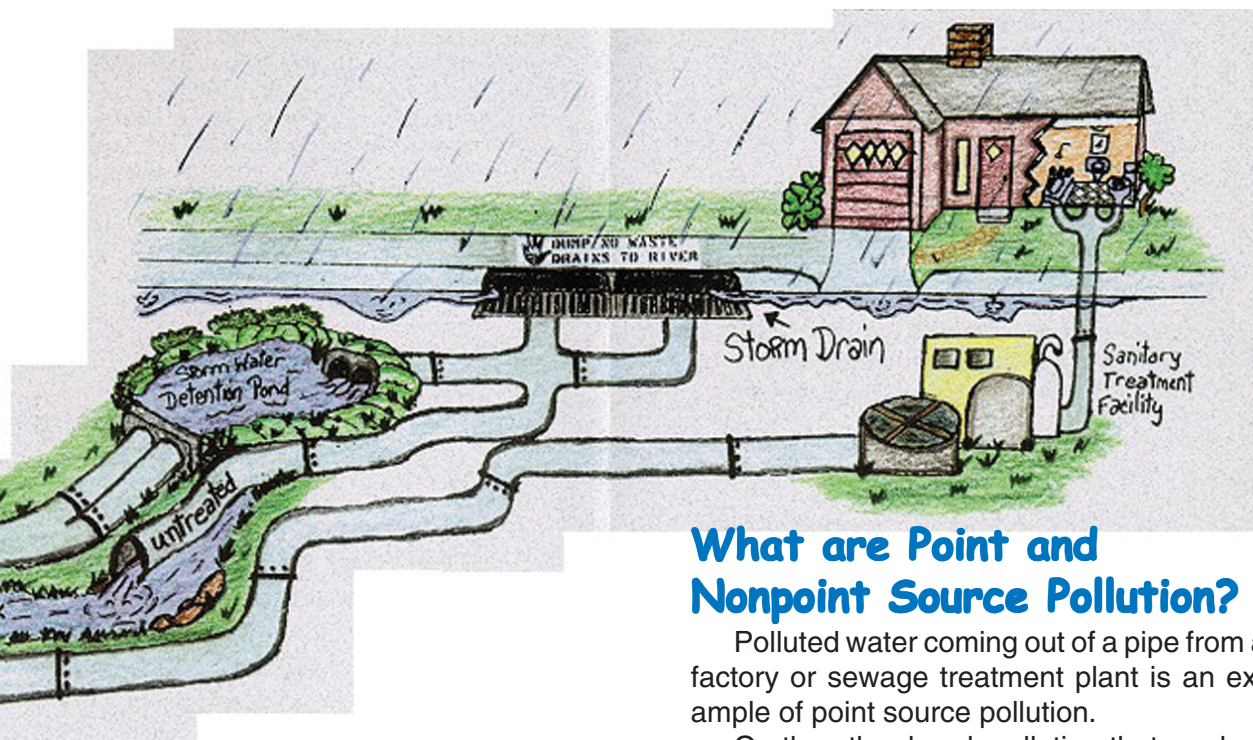 DUMP/NO WASTE
DRAINS TO RIVER
Storm Drain
Storm Water
Detention Pond
Sanitary
Treatment
Facility
untreated
What are Point and
Nonpoint Source Pollution?
Polluted water coming out of a pipe from a
factory or sewage treatment plant is an ex
ample of point source pollution.